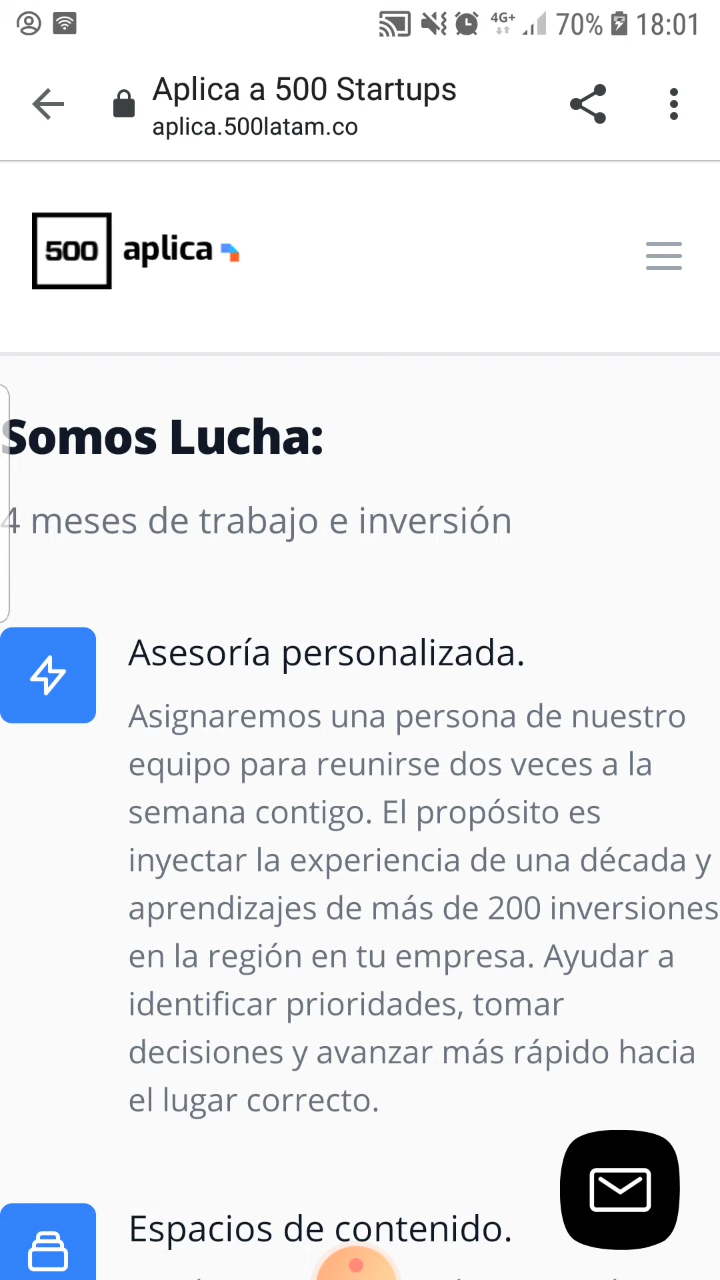 4G+ 70% 18:01
Aplica a 500 Startups
aplica.500latam.co
500 aplica
Somos Lucha:
4 meses de trabajo e inversión
Asesoría personalizada.
Asignaremos una persona de nuestro
equipo para reunirse dos veces a la
semana contigo. El propósito es
inyectar la experiencia de una década y
aprendizajes de más de 200 inversiones
en la región en tu empresa. Ayudar a
identificar prioridades, tomar
decisiones y avanzar más rápido hacia
el lugar correcto.
Espacios de contenido.